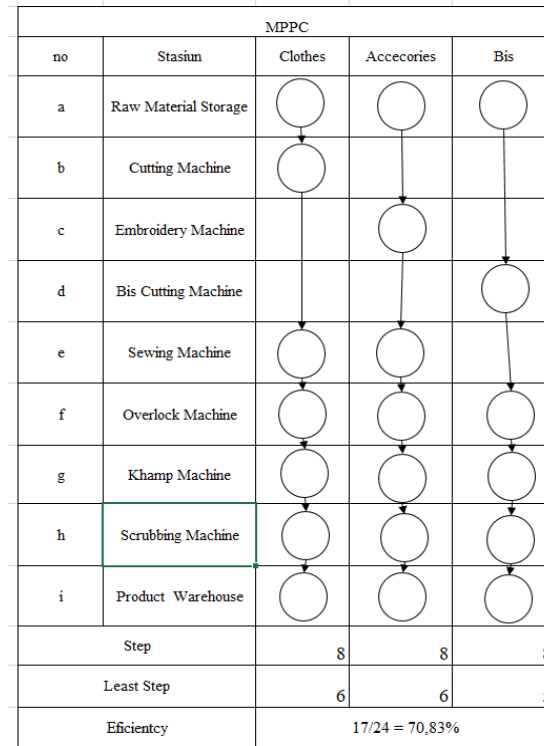 MPPC
no Stasiun Clothes Accecories Bis
a Raw Material Storage
b Cutting Machine
c Embroidery Machine
d Bis Cutting Machine
e Sewing Machine
f Overlock Machine
g Khamp Machine
h Scrubbing Machine
i Product Warehouse
Step 8 8
Least Step 6 6
Eficientcy 17/24 = 70,83%